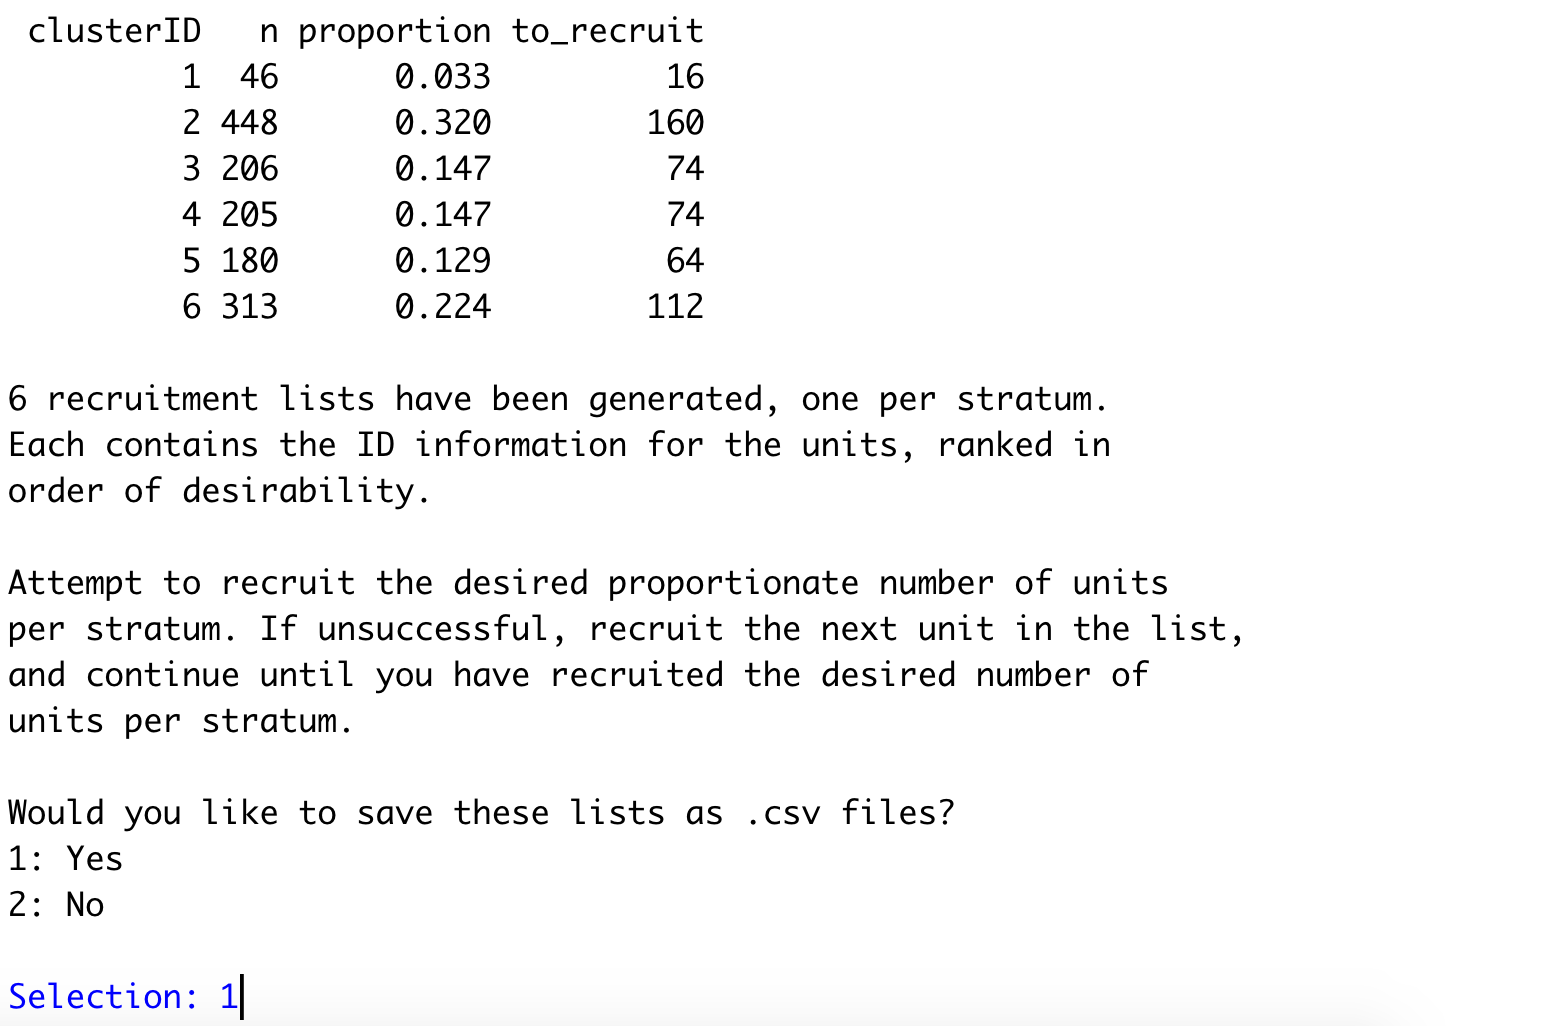 clusterID n proportion to_recruit
1 46 0.033 16
2 448 0.320 160
3 206 0.147 74
4 205 0.147 74
5 180 0.129 64
6 313 0.224 112
6 recruitment lists have been generated, one per stratum.
Each contains the ID information for the units, ranked in
order of desirability.
Attempt to recruit the desired proportionate number of units
per stratum. If unsuccessful, recruit the next unit in the list,
and continue until you have recruited the desired number of
units per stratum.
Would you like to save these lists as .csv files?
1: Yes
2: No
Selection: 1